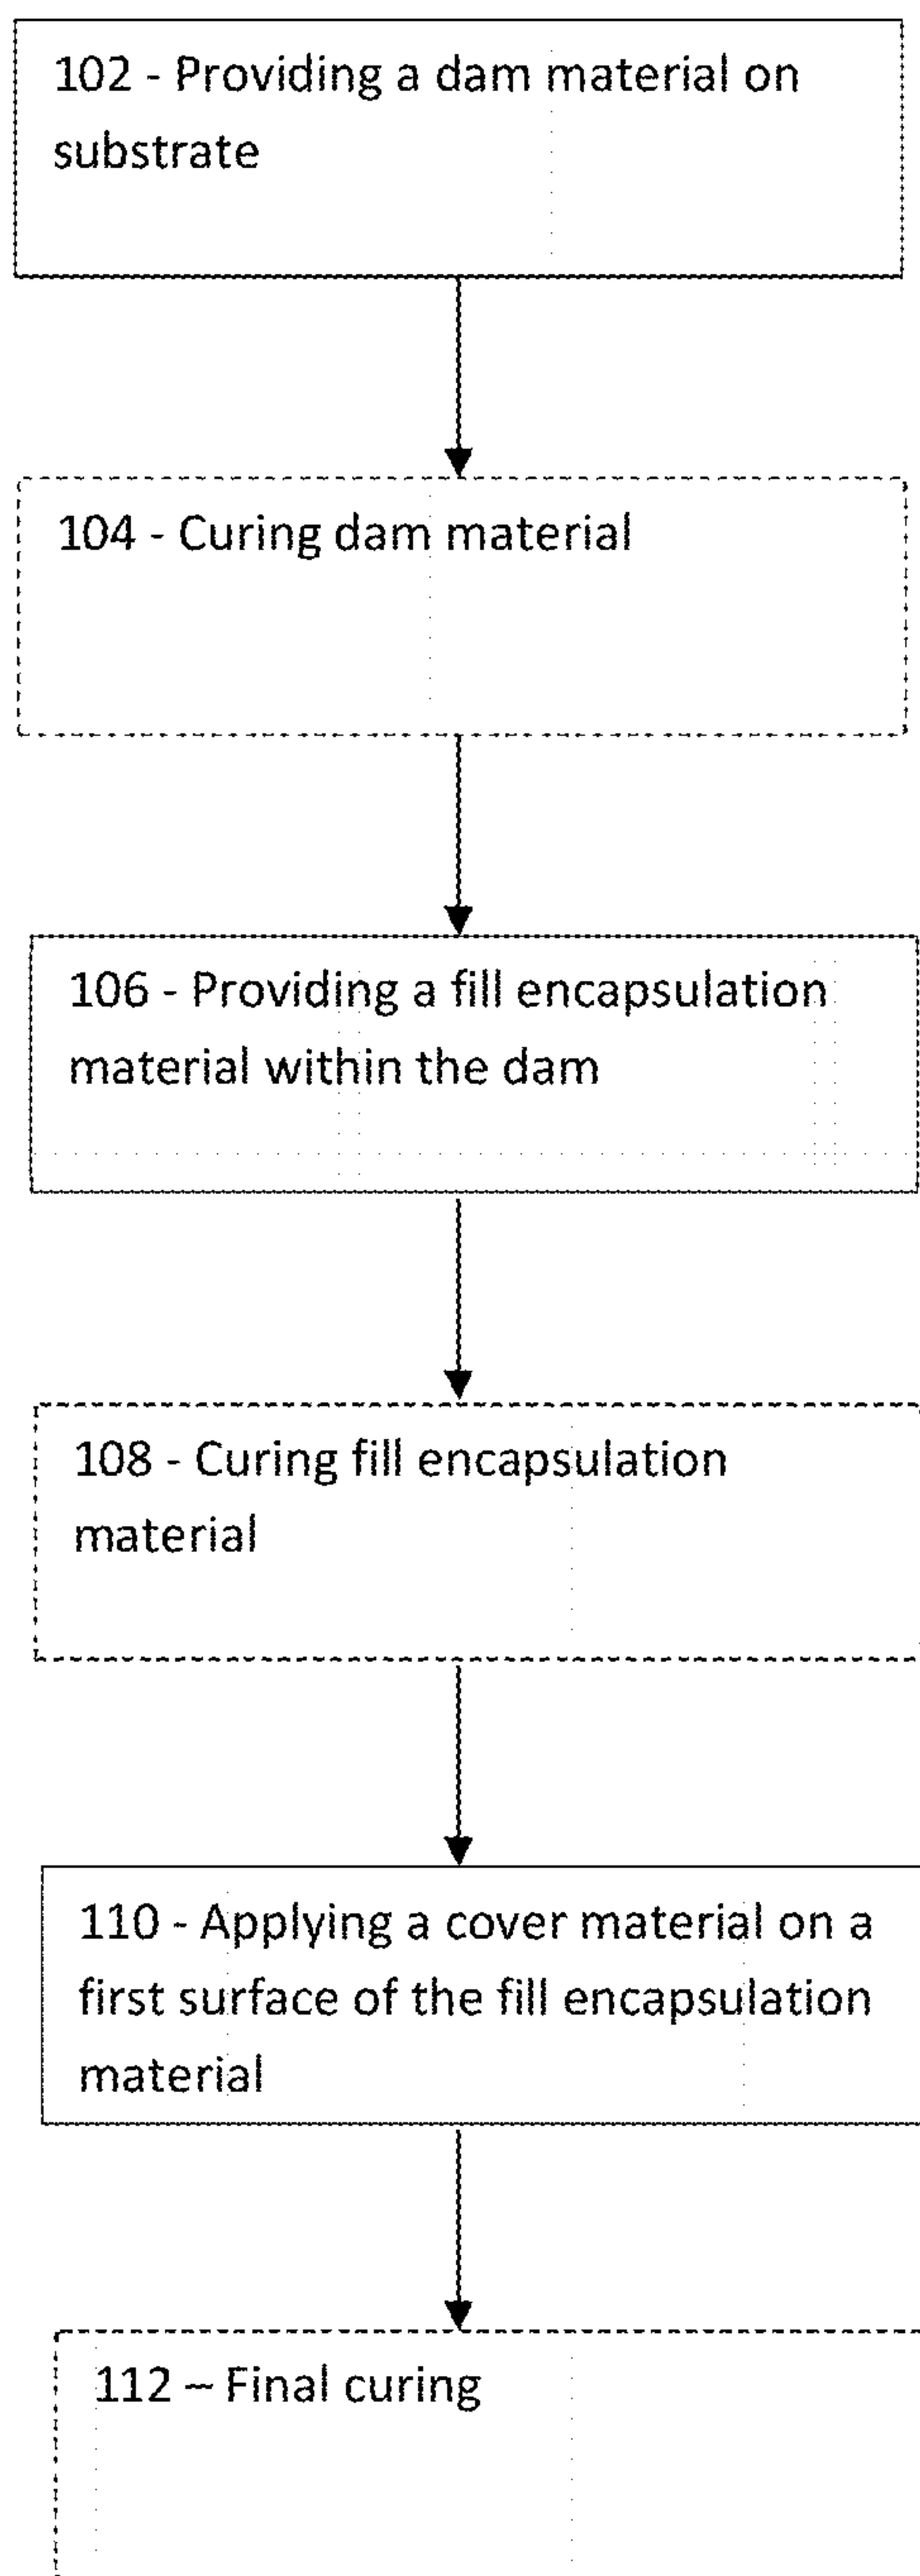 102 - Providing a dam material on
substrate
104 - Curing dam material
106 - Providing a fill encapsulation
material within the dam
108 - Curing fill encapsulation
material
110 - Applying a cover material on a
first surface of the fill encapsulation
material
112 – Final curing